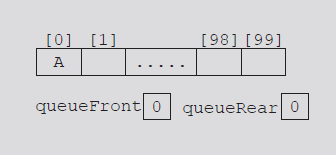 [0] [1] [98] [99]
A .....
queueFront 0 queueRear 0